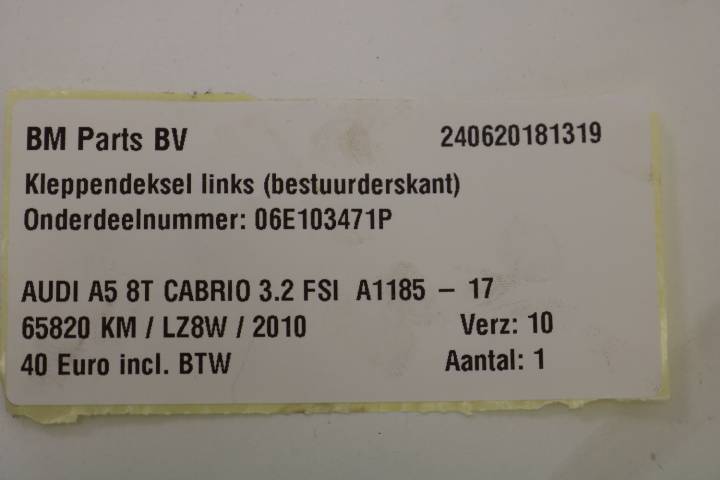 BM Parts BV 240620181319
Kleppendeksel links (bestuurderskant)
Onderdeelnummer: 06E103471P
AUDI A5 8T CABRIO 3.2 FSI A1185 – 17
65820 KM / LZ8W / 2010 Verz: 10
40 Euro incl. BTW Aantal: 1